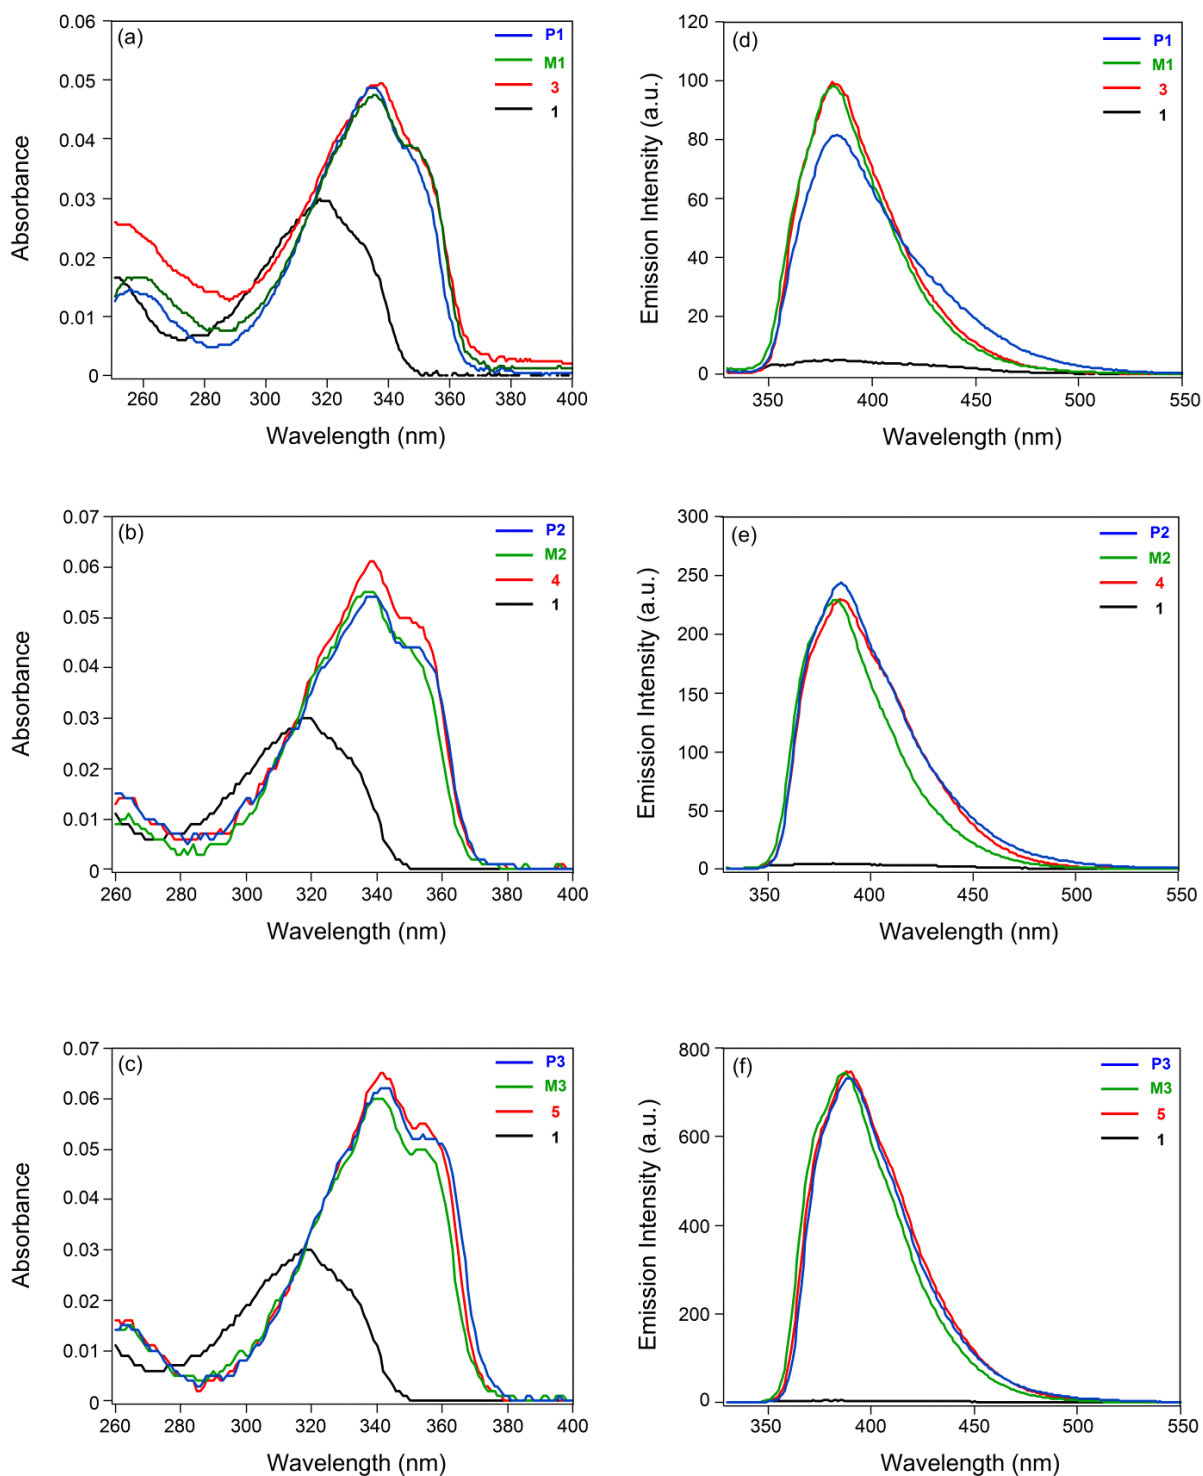 (a)
P1
M1
3
1
0.06
0.05
0.04
0.03
0.02
0.01
0
Absorbance
260 280 300 320 340 360 380 400
Wavelength (nm)
(d)
P1
M1
3
1
120
100
80
60
40
20
0
Emission Intensity (a.u.)
350 400 450 500 550
Wavelength (nm)
(b)
P2
M2
4
1
0.07
0.06
0.05
0.04
0.03
0.02
0.01
0
Absorbance
260 280 300 320 340 360 380 400
Wavelength (nm)
(e)
P2
M2
4
1
300
250
200
150
100
50
0
Emission Intensity (a.u.)
350 400 450 500 550
Wavelength (nm)
(c)
P3
M3
5
1
0.07
0.06
0.05
0.04
0.03
0.02
0.01
0
Absorbance
260 280 300 320 340 360 380 400
Wavelength (nm)
(f)
P3
M3
5
1
800
600
400
200
0
Emission Intensity (a.u.)
350 400 450 500 550
Wavelength (nm)